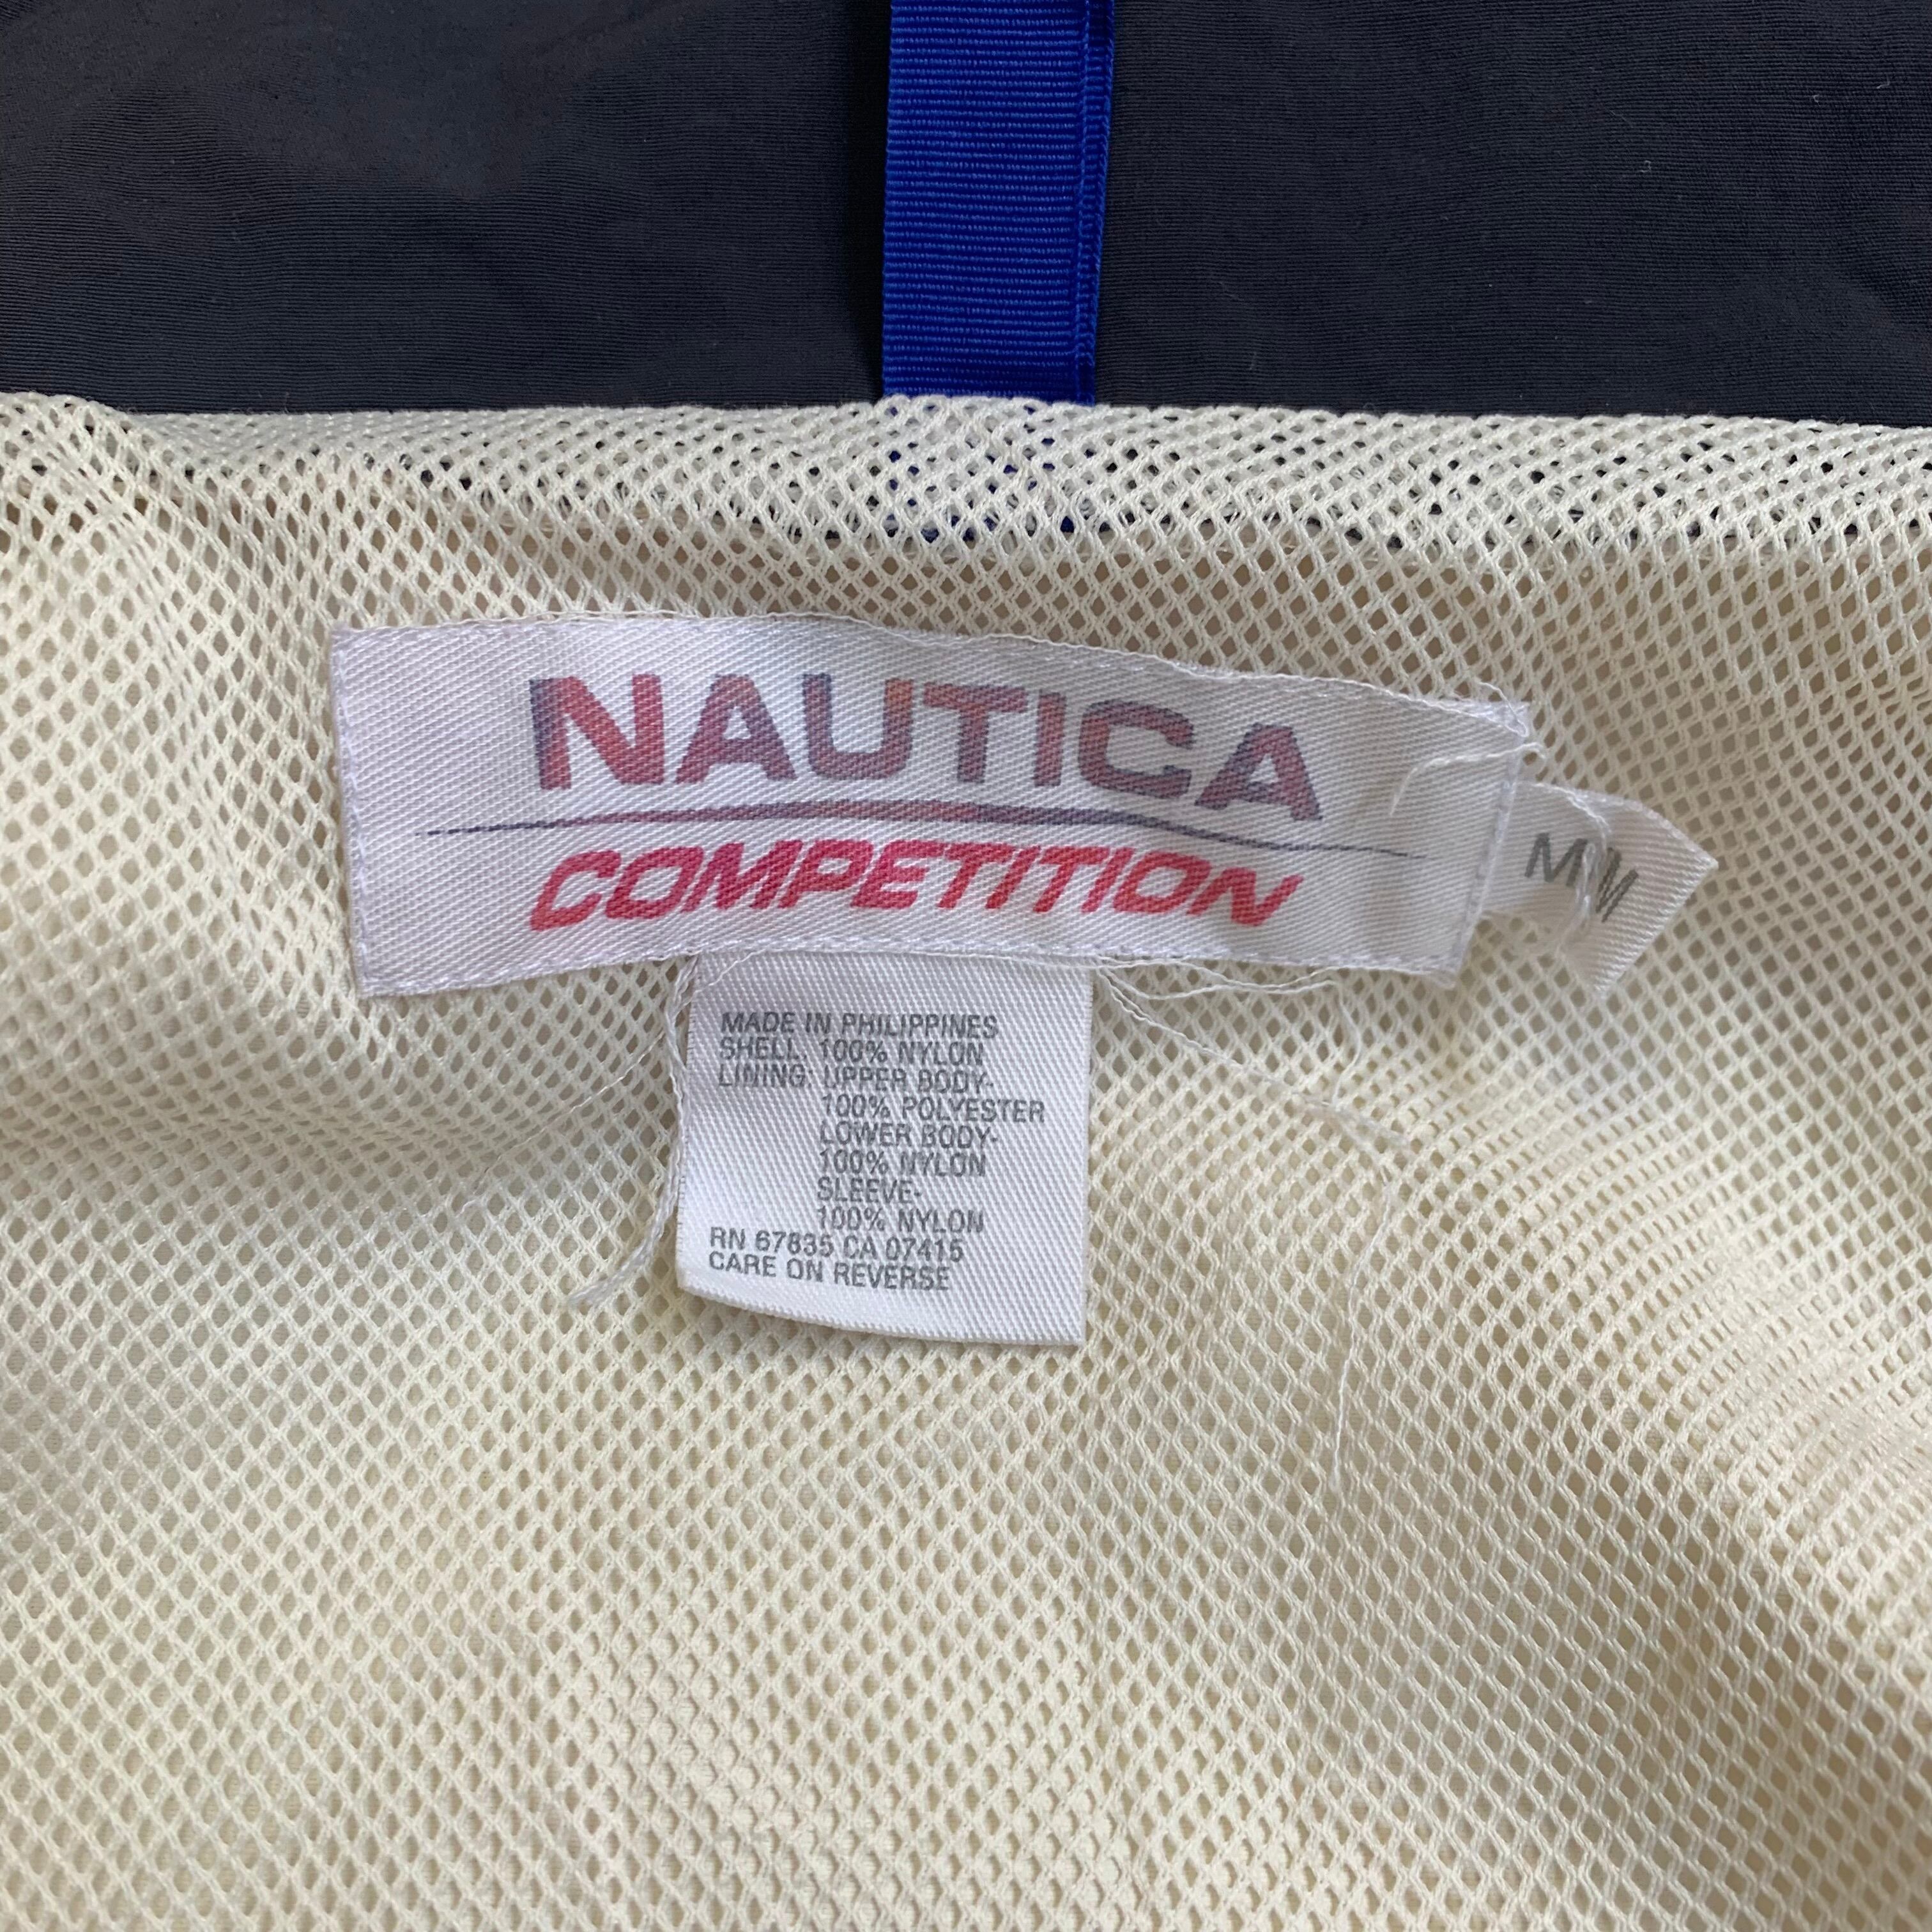 NAUTICA
COMPETITION
M M
MADE IN PHILIPPINES
SHELL: 100% NYLON
LINING: UPPER BODY-
100% POLYESTER
LOWER BODY-
100% NYLON
SLEEVE-
100% NYLON
RN 67835 CA 07415
CARE ON REVERSE